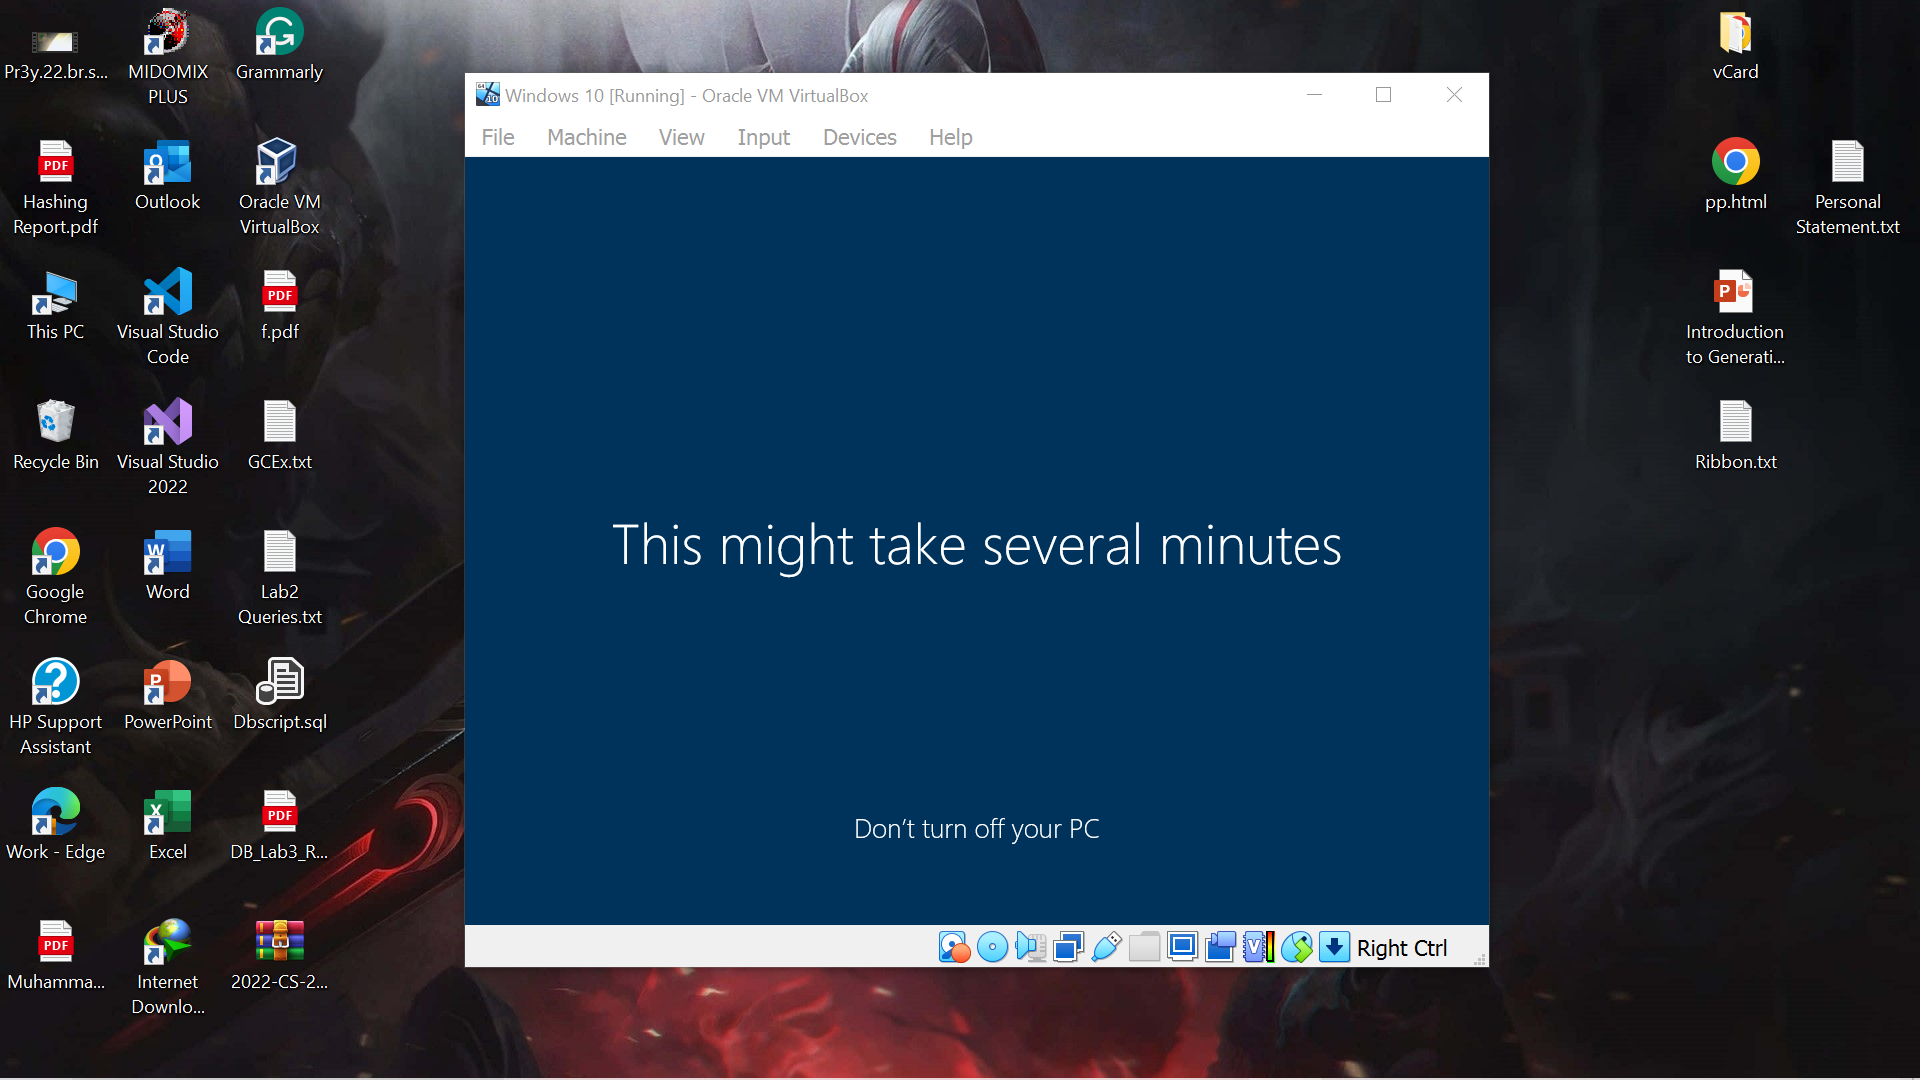 Pr3y.22.br.s...
MIDOMIX
PLUS
Grammarly
Hashing
Report.pdf
Outlook
Oracle VM
VirtualBox
This PC
Visual Studio
Code
f.pdf
Recycle Bin
Visual Studio
2022
GCEx.txt
Google
Chrome
Word
Lab2
Queries.txt
HP Support
Assistant
PowerPoint
Dbscript.sql
Work - Edge
Excel
DB_Lab3_R...
Muhamma...
Internet
Downlo...
2022-CS-2...
Windows 10 [Running] - Oracle VM VirtualBox
File Machine View Input Devices Help
This might take several minutes
Don’t turn off your PC
Right Ctrl
vCard
pp.html
Personal
Statement.txt
Introduction
to Generati...
Ribbon.txt